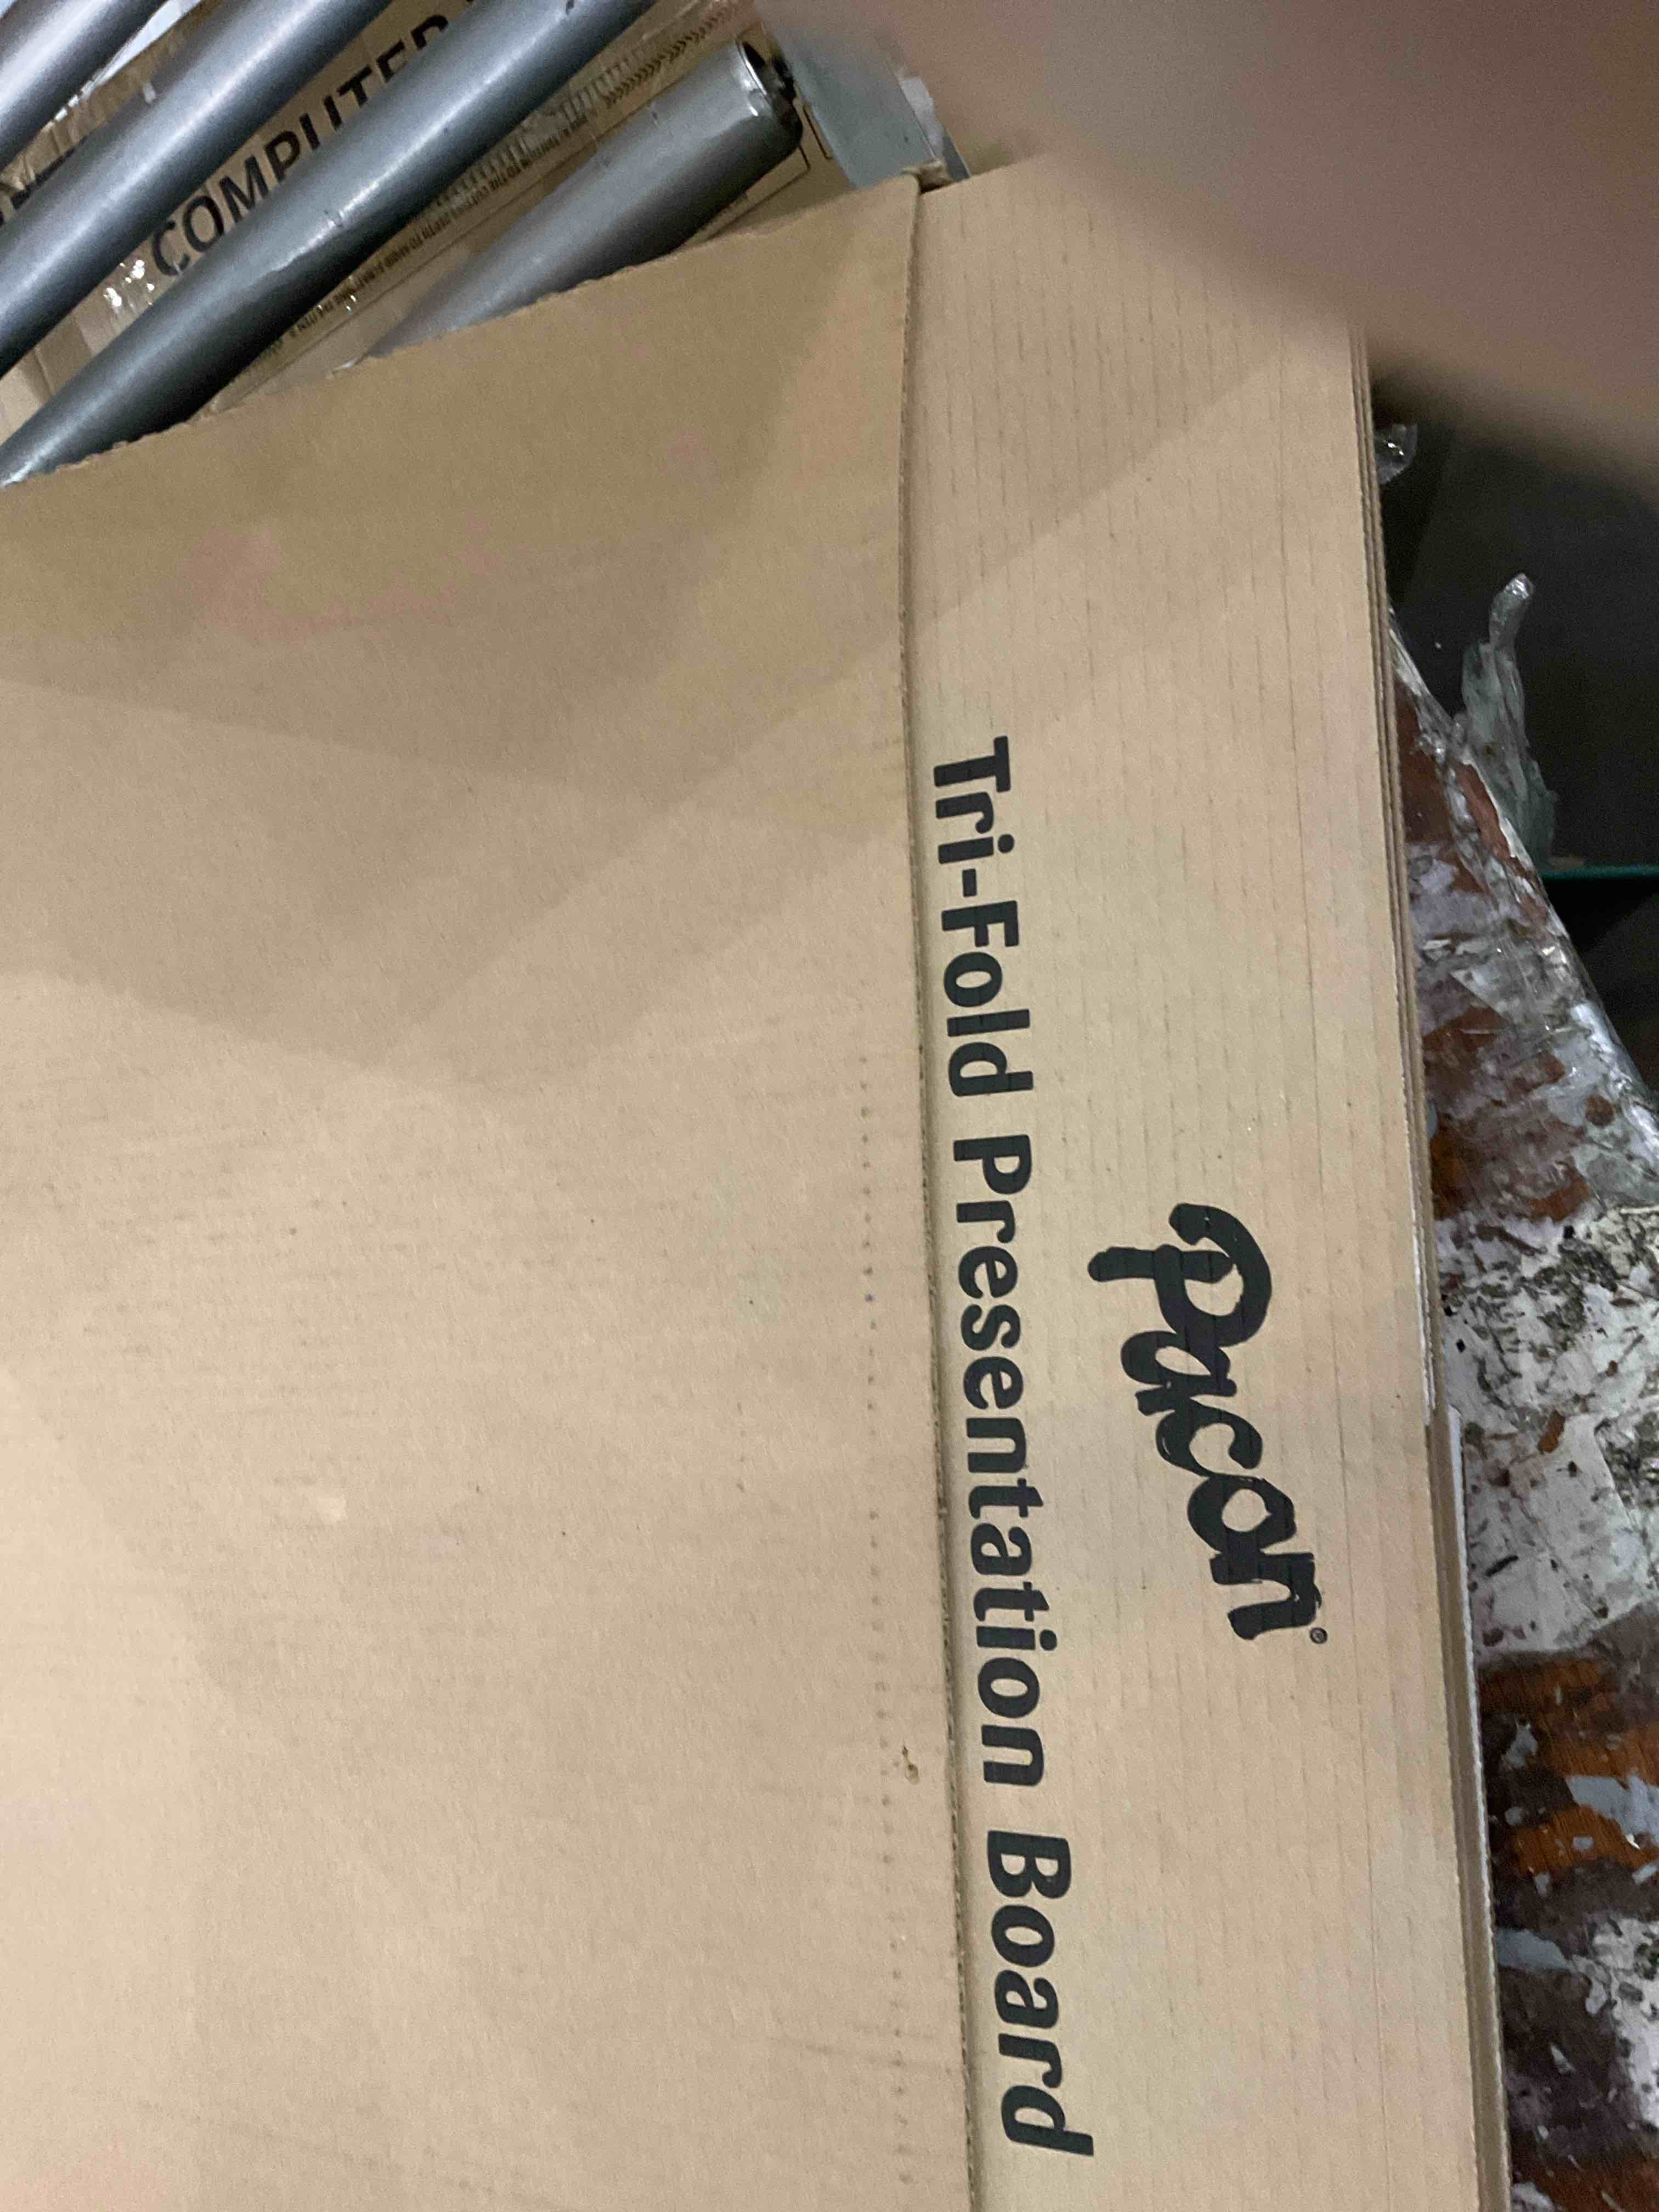 COMPUTER
Pacon
Tri-Fold Presentation Board